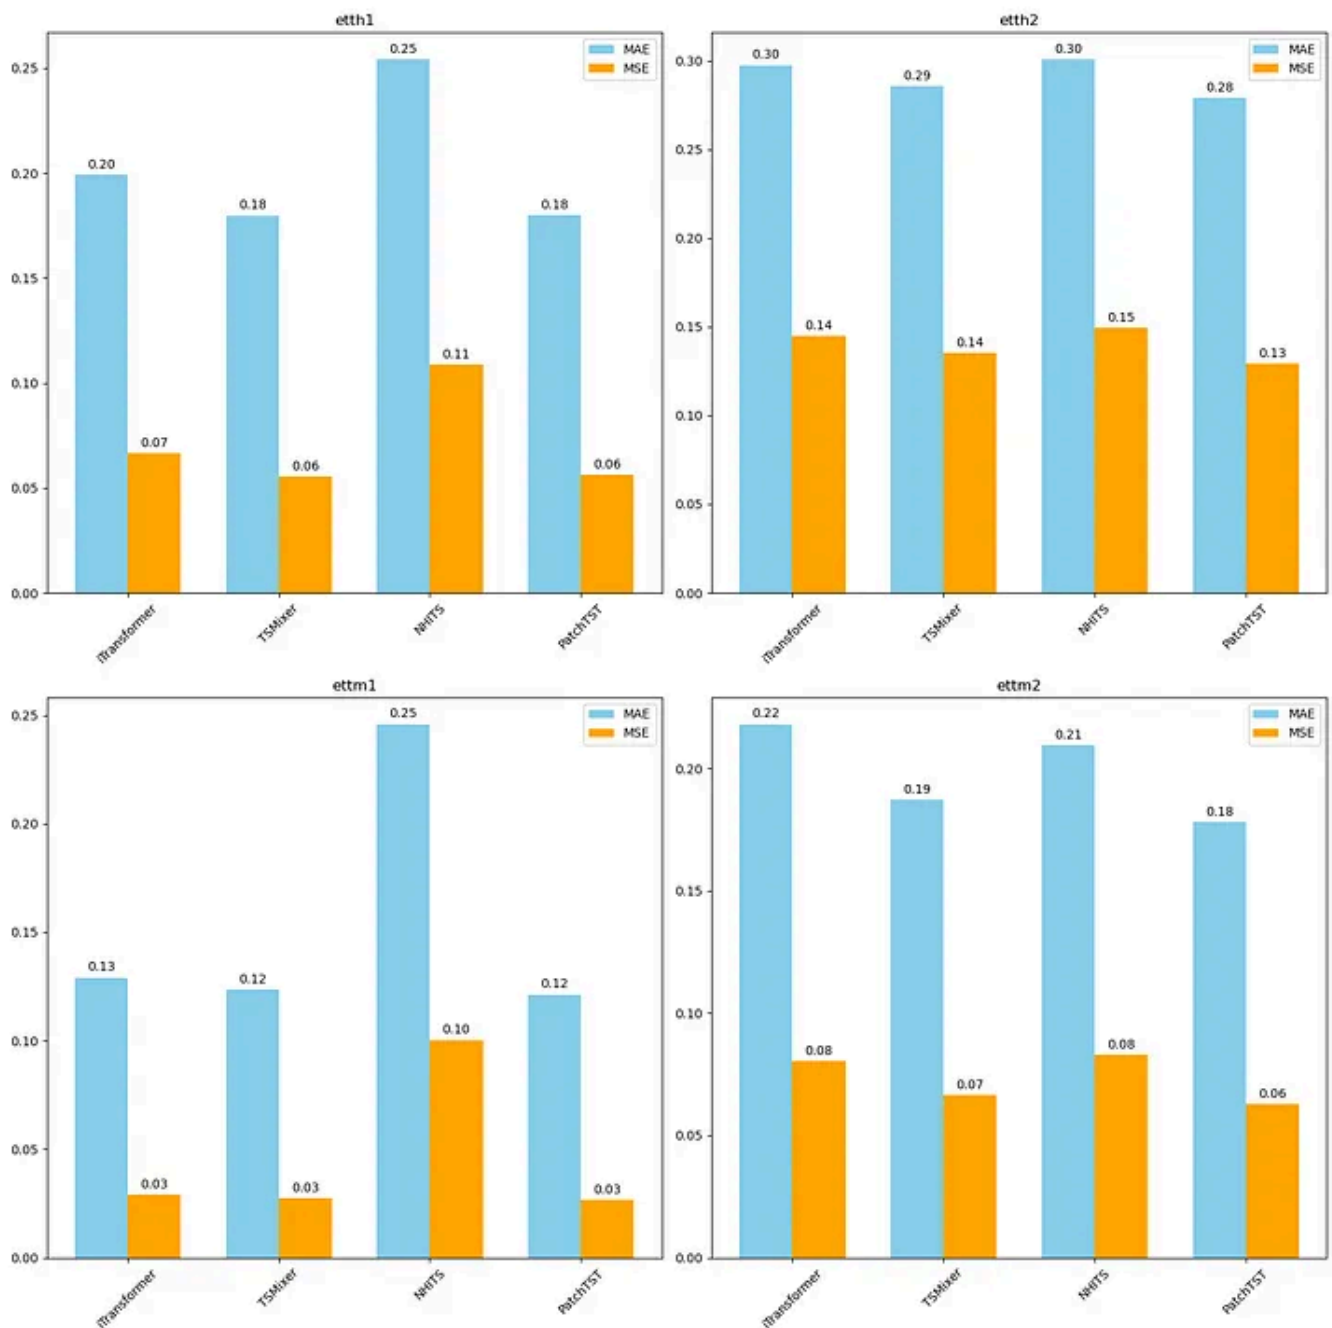 etth1
MAE
MSE
0.25
0.20
0.15
0.10
0.05
0.00
0.20
0.07
0.18
0.06
0.25
0.11
0.18
0.06
iTransformer
TSMixer
NHITS
PatchTST
etth2
MAE
MSE
0.30
0.25
0.20
0.15
0.10
0.05
0.00
0.30
0.14
0.29
0.14
0.30
0.15
0.28
0.13
iTransformer
TSMixer
NHITS
PatchTST
ettm1
MAE
MSE
0.25
0.20
0.15
0.10
0.05
0.00
0.13
0.03
0.12
0.03
0.25
0.10
0.12
0.03
iTransformer
TSMixer
NHITS
PatchTST
ettm2
MAE
MSE
0.20
0.15
0.10
0.05
0.00
0.22
0.08
0.19
0.07
0.21
0.08
0.18
0.06
iTransformer
TSMixer
NHITS
PatchTST